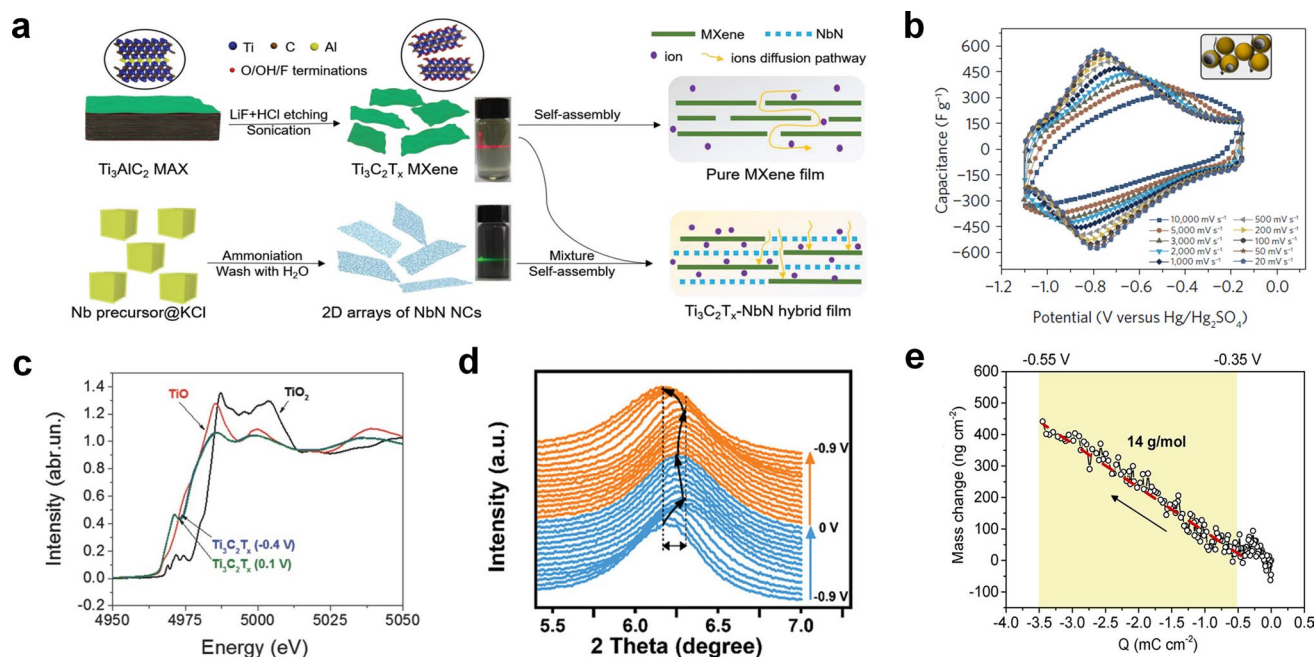 a
Ti C Al
O/OH/F terminations
MXene NbN
ion ions diffusion pathway
LiF+HCl etching
Sonication
Self-assembly
Ti₃AlC₂ MAX
Ti₃C₂Tₓ MXene
Pure MXene film
Ammoniation
Wash with H₂O
Mixture
Self-assembly
Nb precursor@KCl
2D arrays of NbN NCs
Ti₃C₂Tₓ-NbN hybrid film
b
Capacitance (F g⁻¹)
600
450
300
150
0
−150
−300
−450
−600
10,000 mV s⁻¹ 500 mV s⁻¹
5,000 mV s⁻¹ 200 mV s⁻¹
3,000 mV s⁻¹ 100 mV s⁻¹
2,000 mV s⁻¹ 50 mV s⁻¹
1,000 mV s⁻¹ 20 mV s⁻¹
−1.2 −1.0 −0.8 −0.6 −0.4 −0.2 0.0
Potential (V versus Hg/Hg₂SO₄)
c
Intensity (abr.un.)
1.4
1.2
1.0
0.8
0.6
0.4
0.2
0.0
-0.2
TiO
TiO₂
Ti₃C₂Tₓ (-0.4 V)
Ti₃C₂Tₓ (0.1 V)
4950 4975 5000 5025 5050
Energy (eV)
d
Intensity (a.u.)
-0.9 V
0 V
-0.9 V
5.5 6.0 6.5 7.0
2 Theta (degree)
e
-0.55 V -0.35 V
Mass change (ng cm⁻²)
600
500
400
300
200
100
0
-100
14 g/mol
-4.0 -3.5 -3.0 -2.5 -2.0 -1.5 -1.0 -0.5 0.0 0.5
Q (mC cm⁻²)